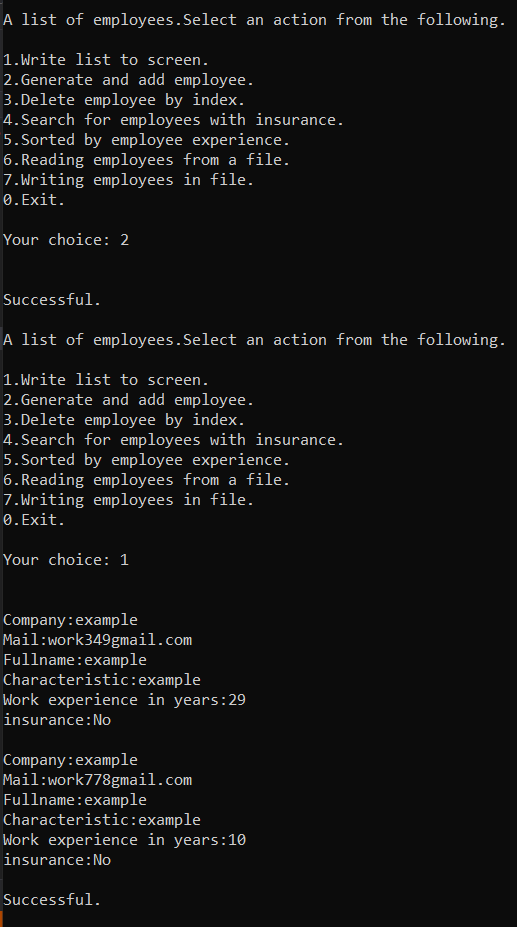 A list of employees.Select an action from the following.
1.Write list to screen.
2.Generate and add employee.
3.Delete employee by index.
4.Search for employees with insurance.
5.Sorted by employee experience.
6.Reading employees from a file.
7.Writing employees in file.
0.Exit.
Your choice: 2
Successful.
A list of employees.Select an action from the following.
1.Write list to screen.
2.Generate and add employee.
3.Delete employee by index.
4.Search for employees with insurance.
5.Sorted by employee experience.
6.Reading employees from a file.
7.Writing employees in file.
0.Exit.
Your choice: 1
Company:example
Mail:work349gmail.com
Fullname:example
Characteristic:example
Work experience in years:29
insurance:No
Company:example
Mail:work778gmail.com
Fullname:example
Characteristic:example
Work experience in years:10
insurance:No
Successful.